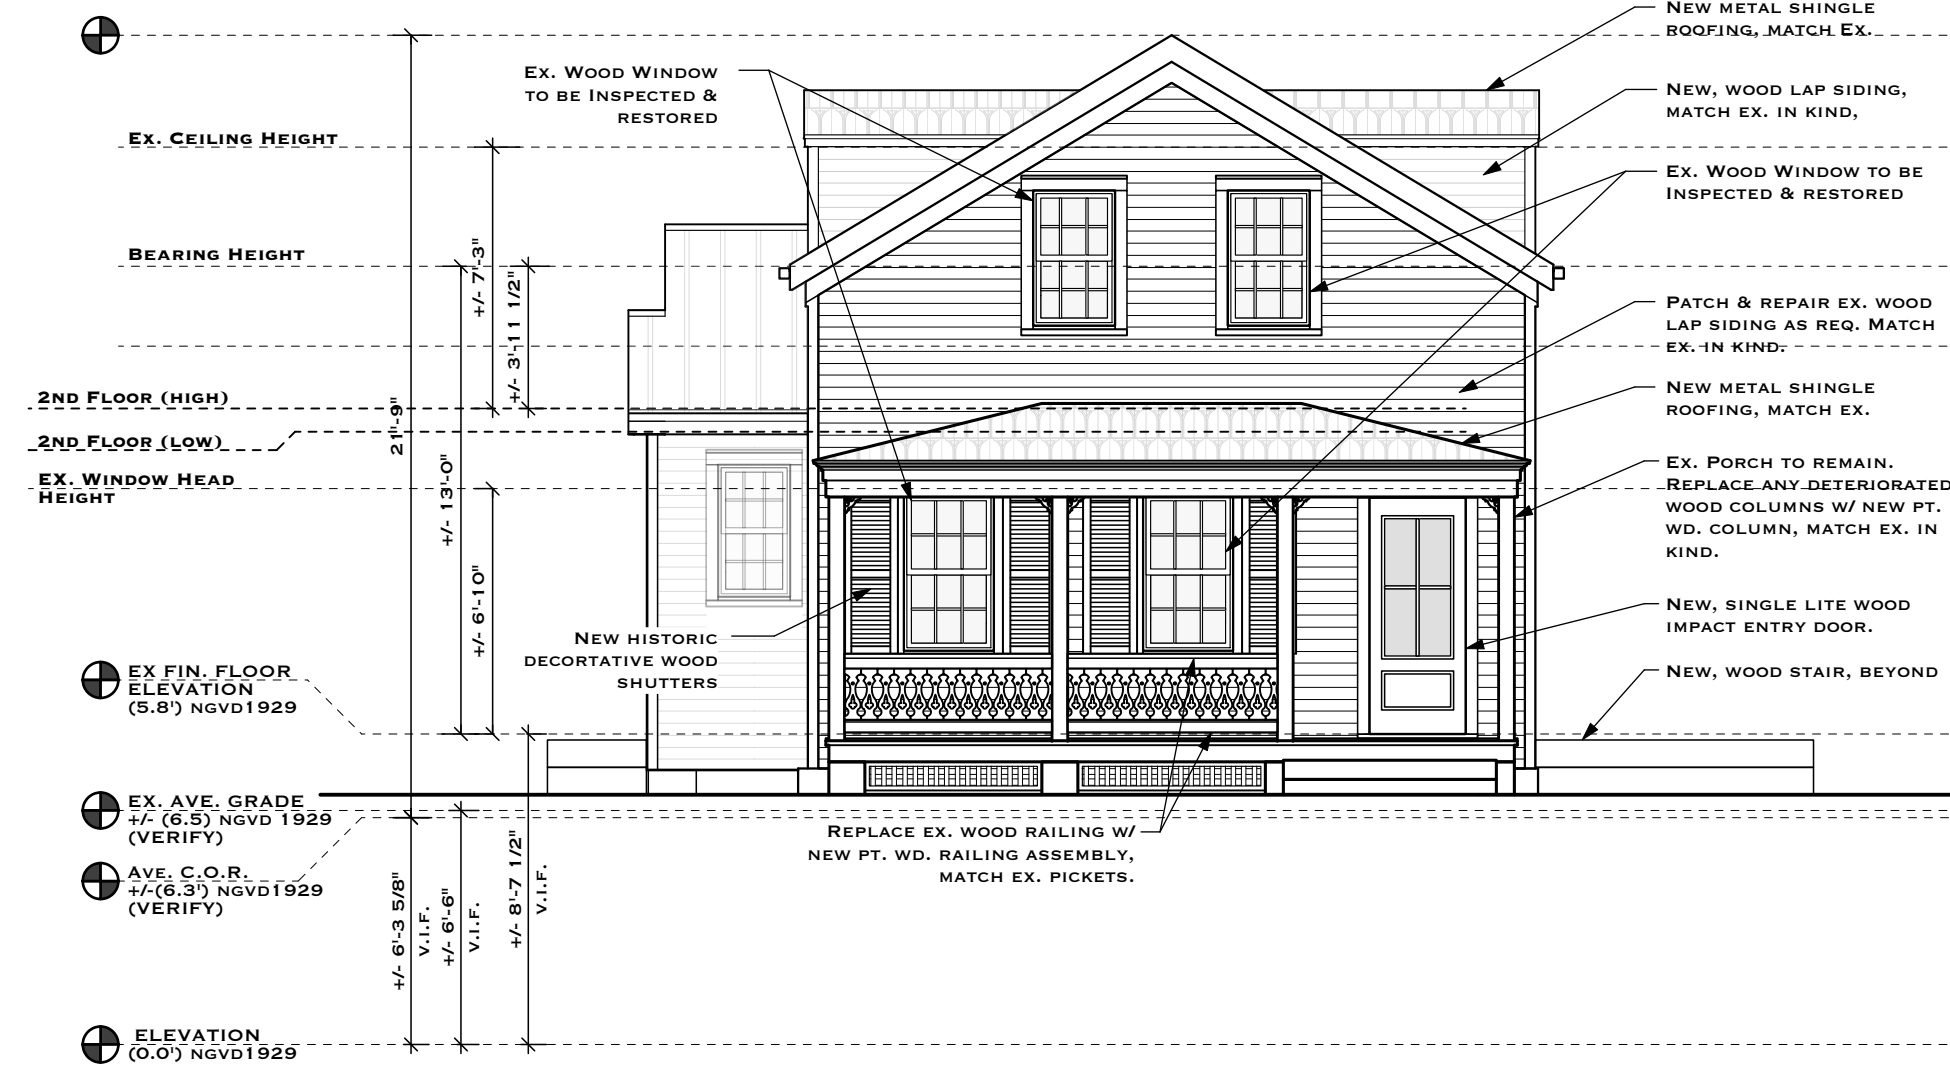 NEW METAL SHINGLE
ROOFING, MATCH EX.
EX. WOOD WINDOW
TO BE INSPECTED &
RESTORED
NEW, WOOD LAP SIDING,
MATCH EX. IN KIND,
EX. CEILING HEIGHT
EX. WOOD WINDOW TO BE
INSPECTED & RESTORED
BEARING HEIGHT
+/- 7'-3"
+/- 3'-11 1/2"
PATCH & REPAIR EX. WOOD
LAP SIDING AS REQ. MATCH
EX. IN KIND.
2ND FLOOR (HIGH)
21'-9"
NEW METAL SHINGLE
ROOFING, MATCH EX.
2ND FLOOR (LOW)
EX. WINDOW HEAD
HEIGHT
+/- 13'-0"
EX. PORCH TO REMAIN.
REPLACE ANY DETERIORATED
WOOD COLUMNS W/ NEW PT.
WD. COLUMN, MATCH EX. IN
KIND.
+/- 6'-10"
NEW HISTORIC
DECORTATIVE WOOD
SHUTTERS
NEW, SINGLE LITE WOOD
IMPACT ENTRY DOOR.
EX FIN. FLOOR
ELEVATION
(5.8') NGVD1929
NEW, WOOD STAIR, BEYOND
EX. AVE. GRADE
+/- (6.5) NGVD 1929
(VERIFY)
REPLACE EX. WOOD RAILING W/
NEW PT. WD. RAILING ASSEMBLY,
MATCH EX. PICKETS.
AVE. C.O.R.
+/-(6.3') NGVD1929
(VERIFY)
+/- 6'-3 5/8"
V.I.F.
+/- 6'-6"
V.I.F.
+/- 8'-7 1/2"
V.I.F.
ELEVATION
(0.0') NGVD1929